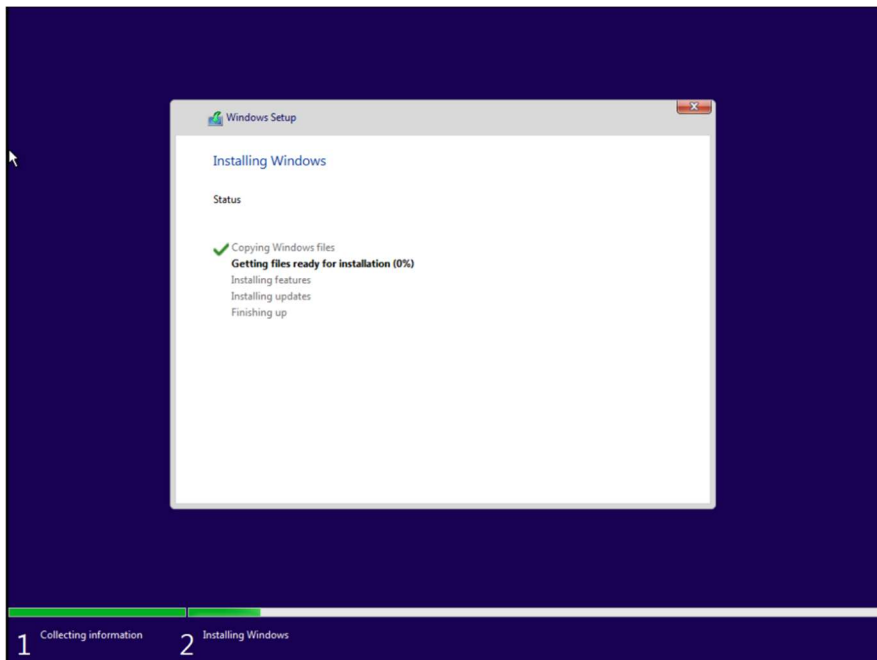 Windows Setup
X
Installing Windows
Status
Copying Windows files
Getting files ready for installation (0%)
Installing features
Installing updates
Finishing up
1 Collecting information
2 Installing Windows